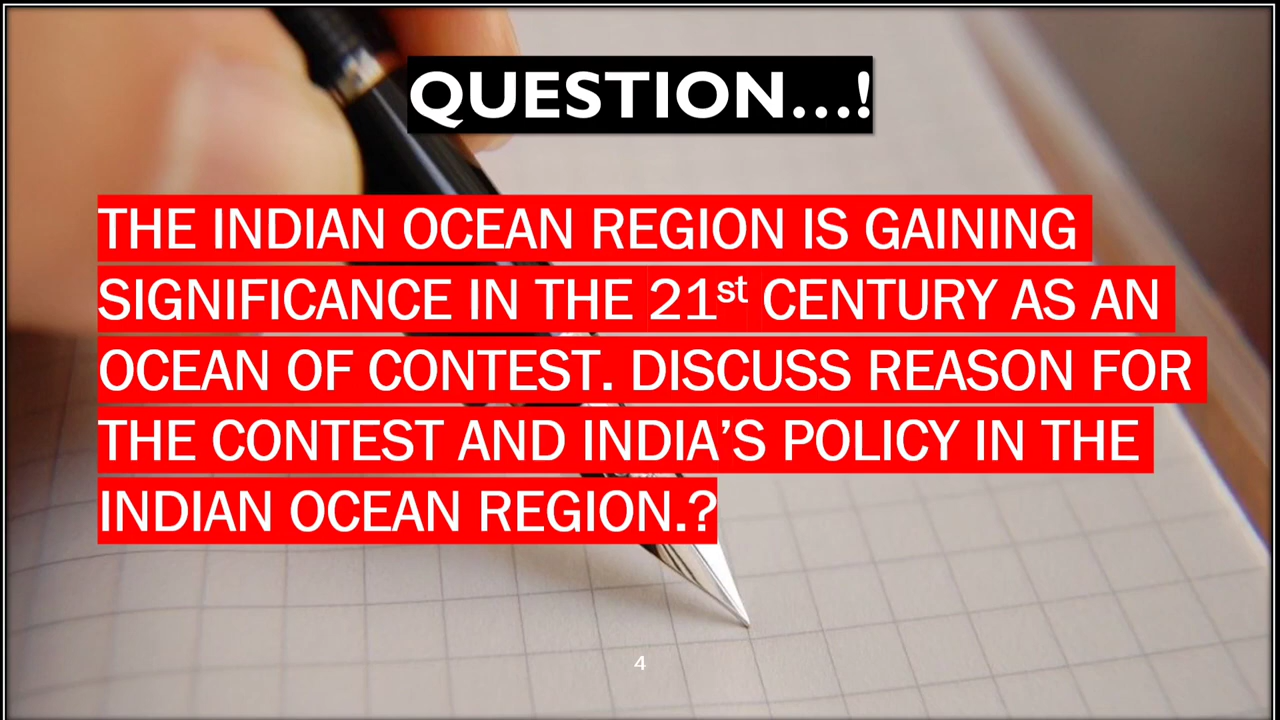 QUESTION...!
THE INDIAN OCEAN REGION IS GAINING
SIGNIFICANCE IN THE 21st CENTURY AS AN
OCEAN OF CONTEST. DISCUSS REASON FOR
THE CONTEST AND INDIA’S POLICY IN THE
INDIAN OCEAN REGION.?
4